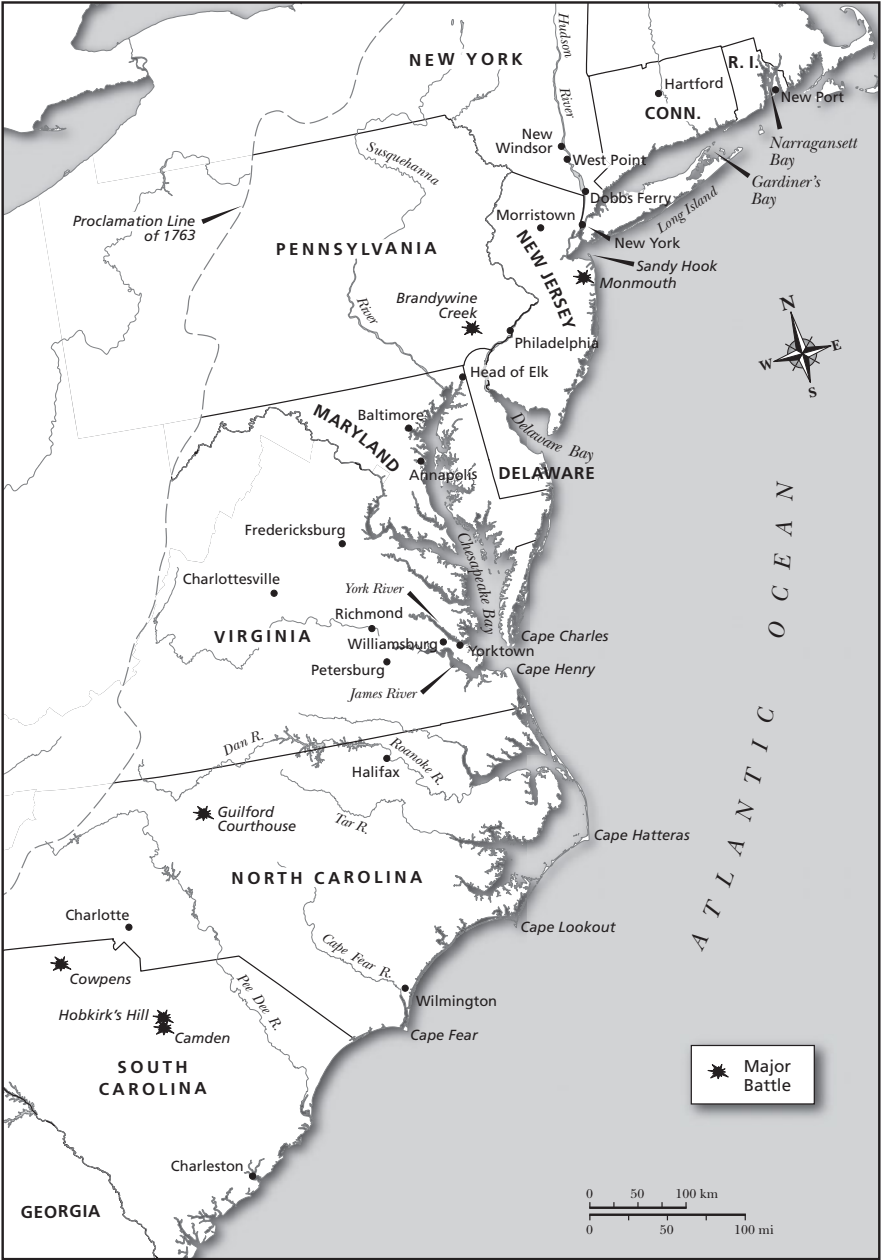 NEW YORK
Hudson
River
R. I.
Hartford
CONN.
New Port
Narragansett
Bay
Gardiner's
Bay
New
Windsor
West Point
Dobbs Ferry
Long Island
Susquehanna
River
Proclamation Line
of 1763
PENNSYLVANIA
Morristown
NEW JERSEY
New York
Sandy Hook
Monmouth
Brandywine
Creek
Philadelphia
Head of Elk
N
E
W
S
MARYLAND
Baltimore
Annapolis
Delaware Bay
DELAWARE
Fredericksburg
Chesapeake Bay
Charlottesville
York River
Richmond
VIRGINIA
Williamsburg
Yorktown
Petersburg
James River
Cape Charles
Cape Henry
ATLANTIC OCEAN
Dan R.
Roanoke R.
Halifax
Guilford
Courthouse
Tar R.
Cape Hatteras
NORTH CAROLINA
Charlotte
Cape Lookout
Cape Fear R.
Cowpens
Pee Dee R.
Wilmington
Hobkirk's Hill
Camden
Cape Fear
SOUTH
CAROLINA
Major
Battle
Charleston
GEORGIA
0 50 100 km
0 50 100 mi